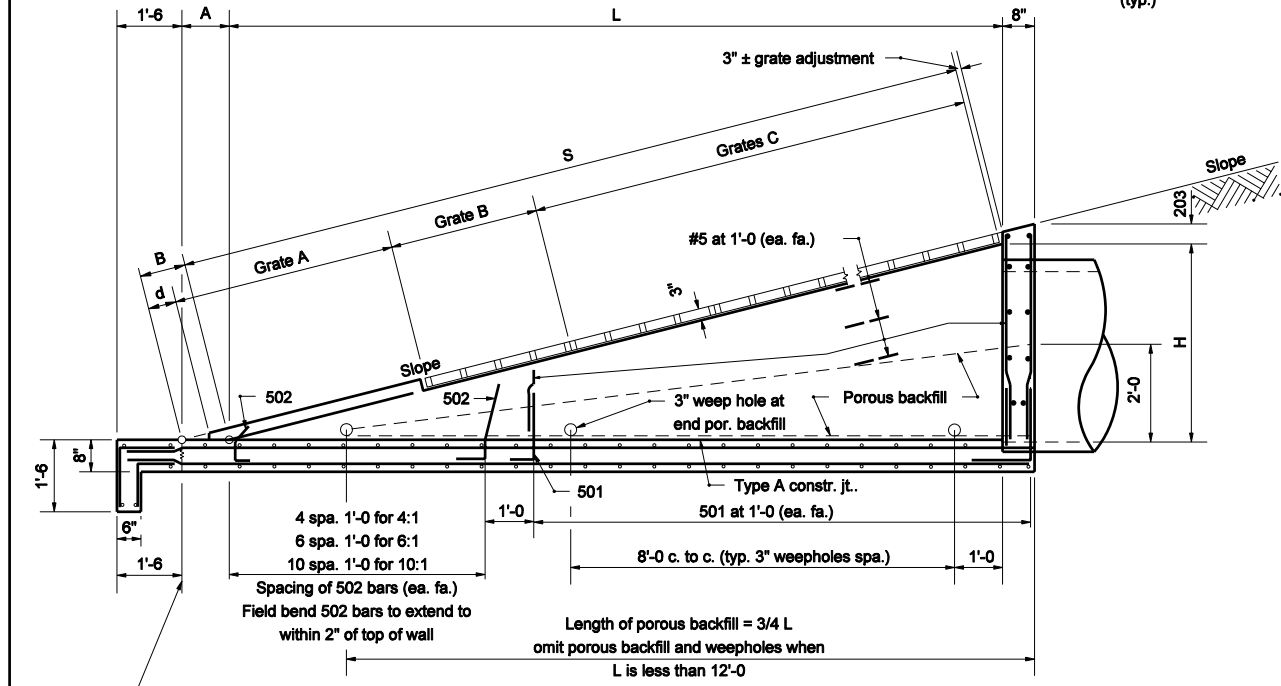 (typ.)
1'-6
A
L
8"
3" ± grate adjustment
S
Grates C
Slope
203
Grate B
#5 at 1'-0 (ea. fa.)
B
Grate A
d
3"
H
Slope
502
502
3" weep hole at
end por. backfill
Porous backfill
2'-0
1'-6
8"
Type A constr. jt..
501
6"
4 spa. 1'-0 for 4:1
6 spa. 1'-0 for 6:1
10 spa. 1'-0 for 10:1
1'-0
501 at 1'-0 (ea. fa.)
1'-6
8'-0 c. to c. (typ. 3" weepholes spa.)
1'-0
Spacing of 502 bars (ea. fa.)
Field bend 502 bars to extend to
within 2" of top of wall
Length of porous backfill = 3/4 L
omit porous backfill and weepholes when
L is less than 12'-0